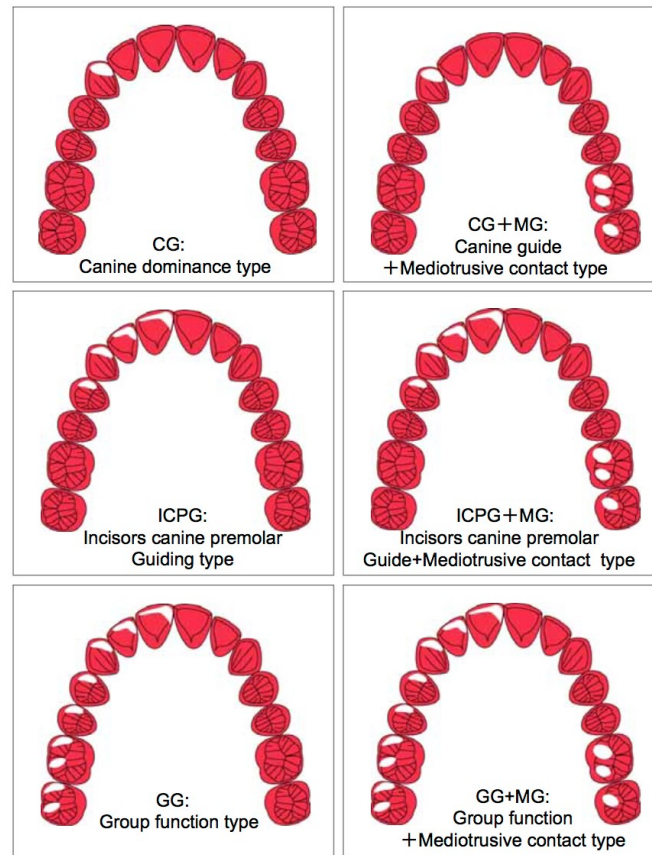 CG:
Canine dominance type
CG+MG:
Canine guide
+Mediotrusive contact type
ICPG:
Incisors canine premolar
Guiding type
ICPG+MG:
Incisors canine premolar
Guide+Mediotrusive contact type
GG:
Group function type
GG+MG:
Group function
+Mediotrusive contact type